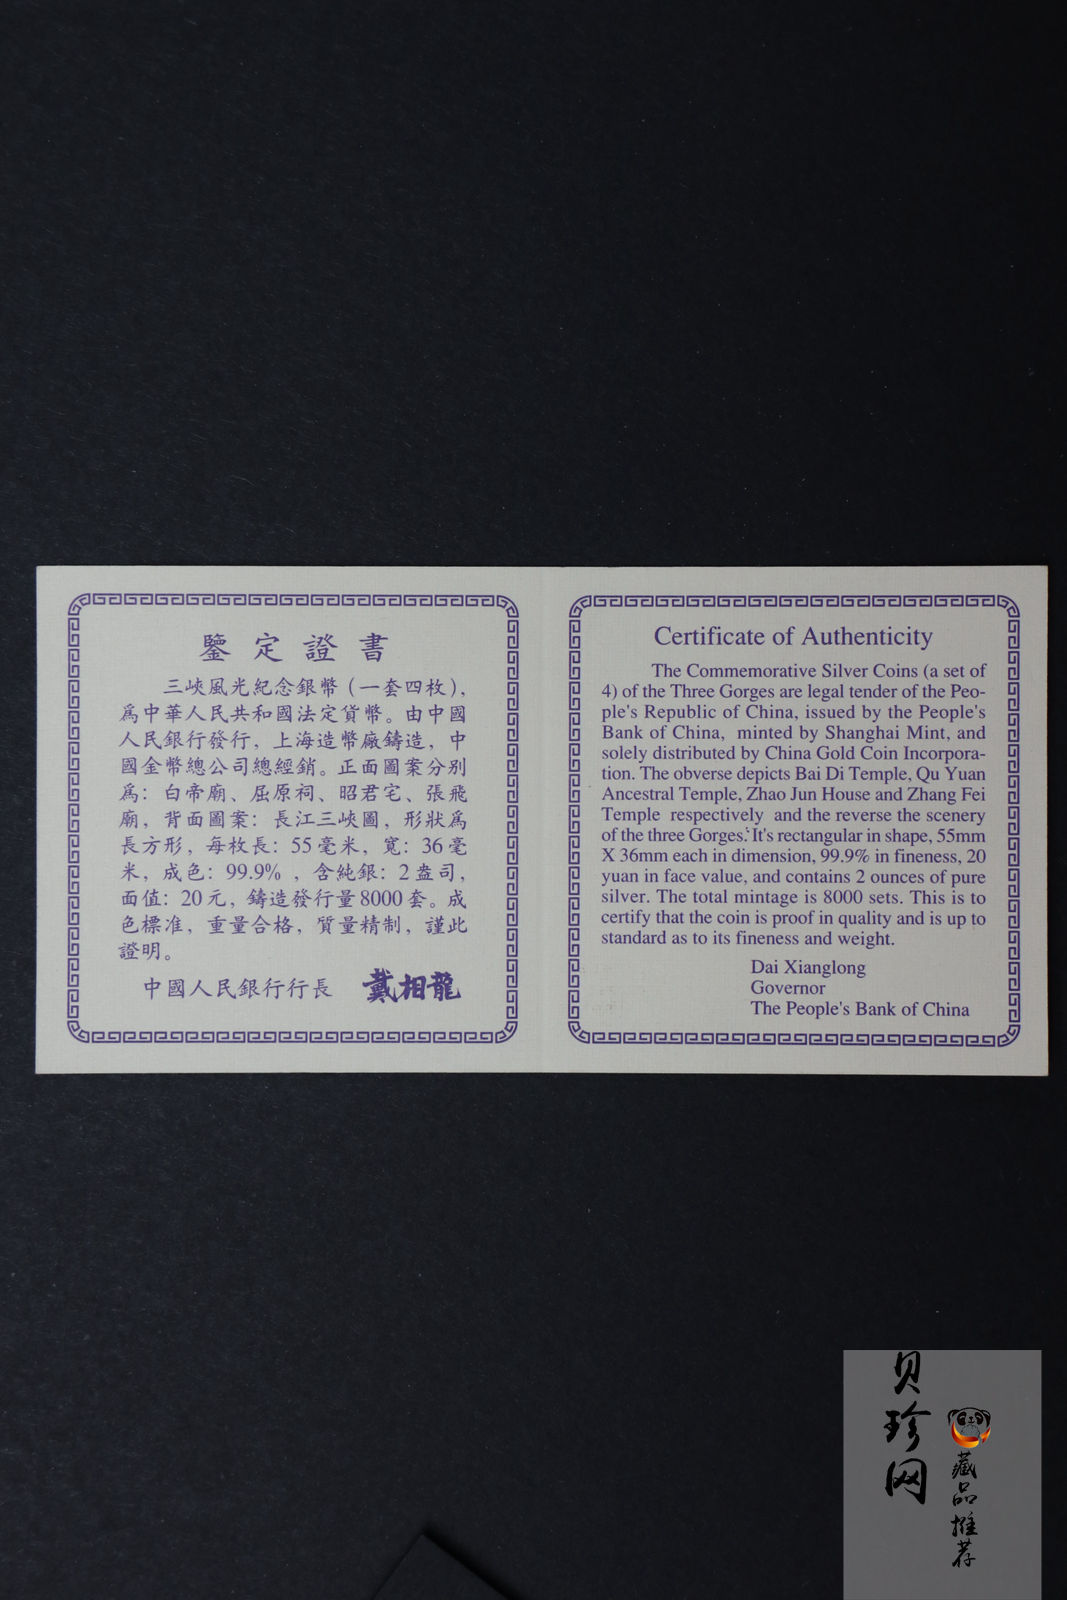 鑒定證書
三峽風光紀念銀幣（一套四枚），
爲中華人民共和國法定貨幣。由中國
人民銀行發行，上海造幣廠鑄造，中
國金幣總公司總經銷。正面圖案分別
爲：白帝廟、屈原祠、昭君宅、張飛
廟，背面圖案：長江三峽圖，形狀爲
長方形，每枚長：55毫米，寬：36毫
米，成色：99.9%，含純銀：2盎司，
面值：20元，鑄造發行量8000套。成
色標准，重量合格，質量精制，謹此
證明。
中國人民銀行行長 戴相龍
Certificate of Authenticity
The Commemorative Silver Coins (a set of
4) of the Three Gorges are legal tender of the Peo-
ple's Republic of China, issued by the People's
Bank of China, minted by Shanghai Mint, and
solely distributed by China Gold Coin Incorpora-
tion. The obverse depicts Bai Di Temple, Qu Yuan
Ancestral Temple, Zhao Jun House and Zhang Fei
Temple respectively and the reverse the scenery
of the three Gorges. It's rectangular in shape, 55mm
X 36mm each in dimension, 99.9% in fineness, 20
yuan in face value, and contains 2 ounces of pure
silver. The total mintage is 8000 sets. This is to
certify that the coin is proof in quality and is up to
standard as to its fineness and weight.
Dai Xianglong
Governor
The People's Bank of China
贝珍网
藏品推荐